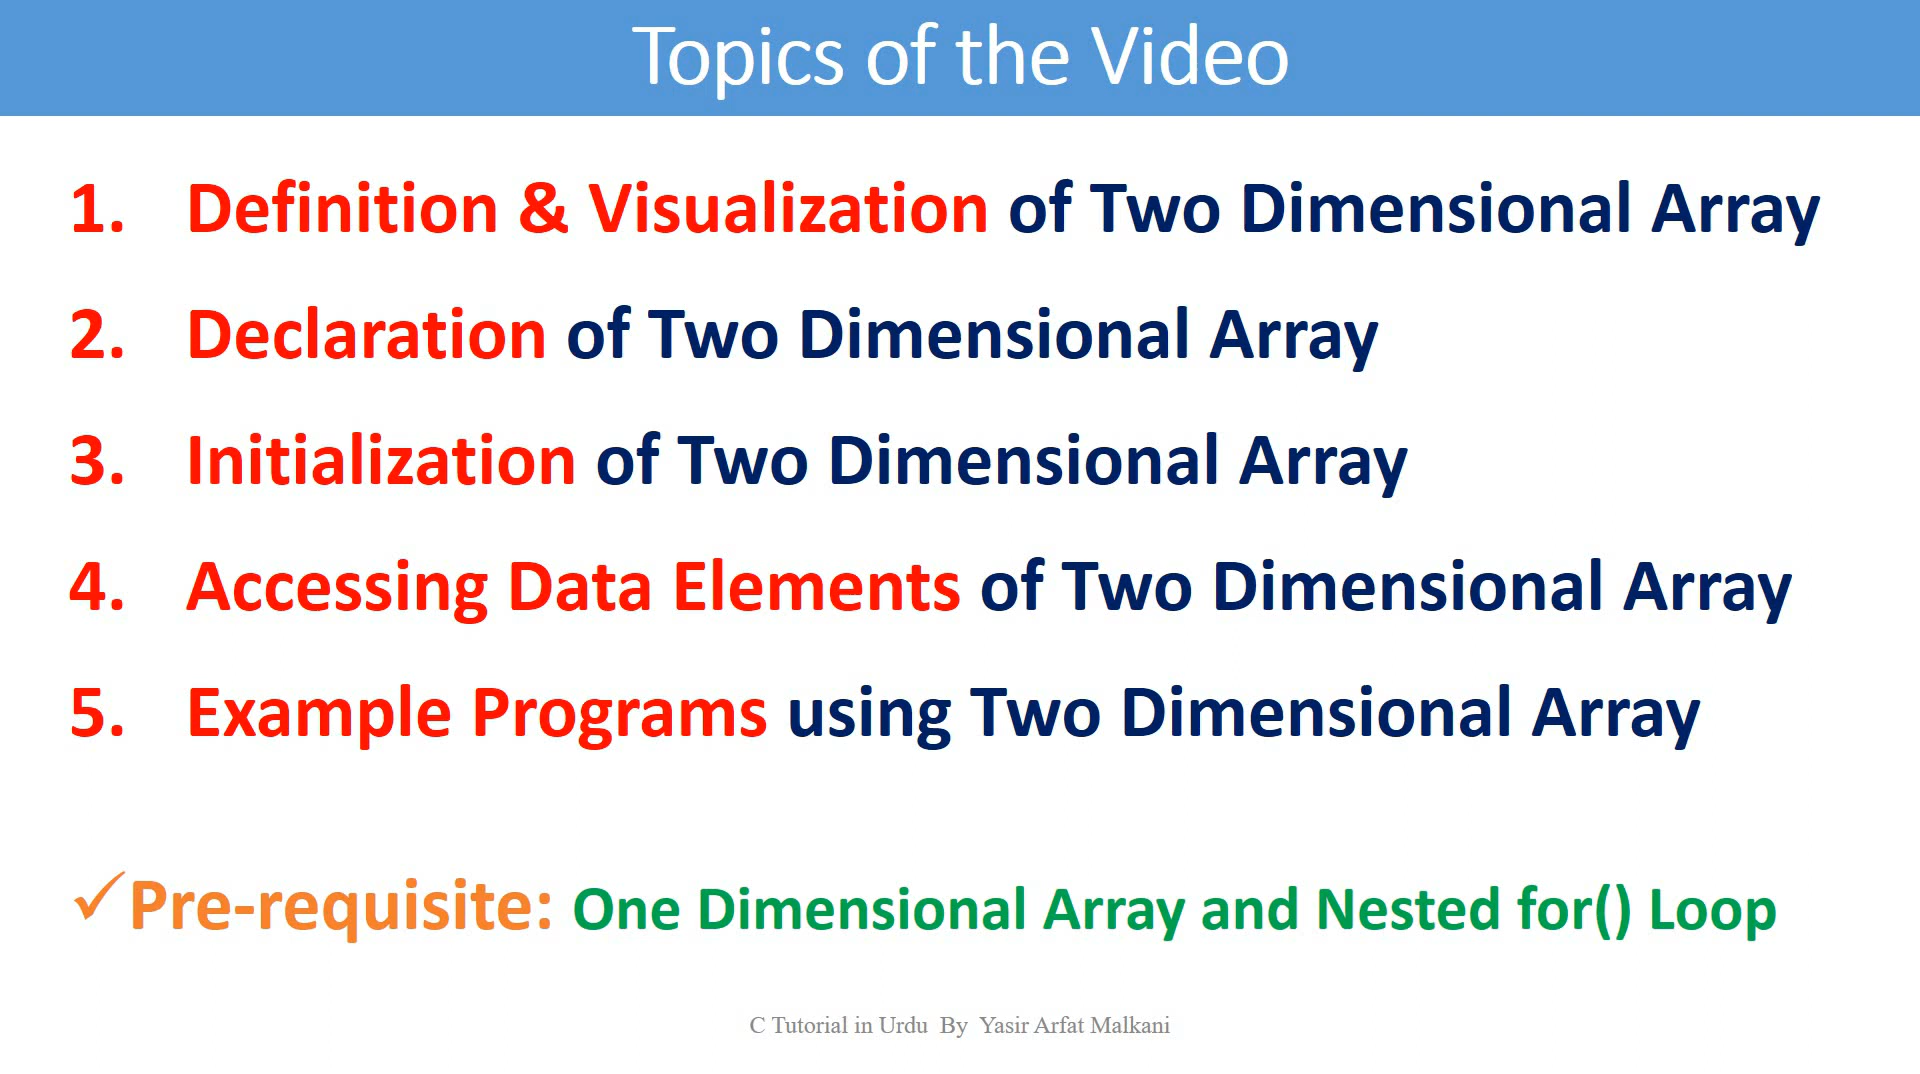 Topics of the Video
1. Definition & Visualization of Two Dimensional Array
2. Declaration of Two Dimensional Array
3. Initialization of Two Dimensional Array
4. Accessing Data Elements of Two Dimensional Array
5. Example Programs using Two Dimensional Array
✓Pre-requisite: One Dimensional Array and Nested for() Loop
C Tutorial in Urdu By Yasir Arfat Malkani